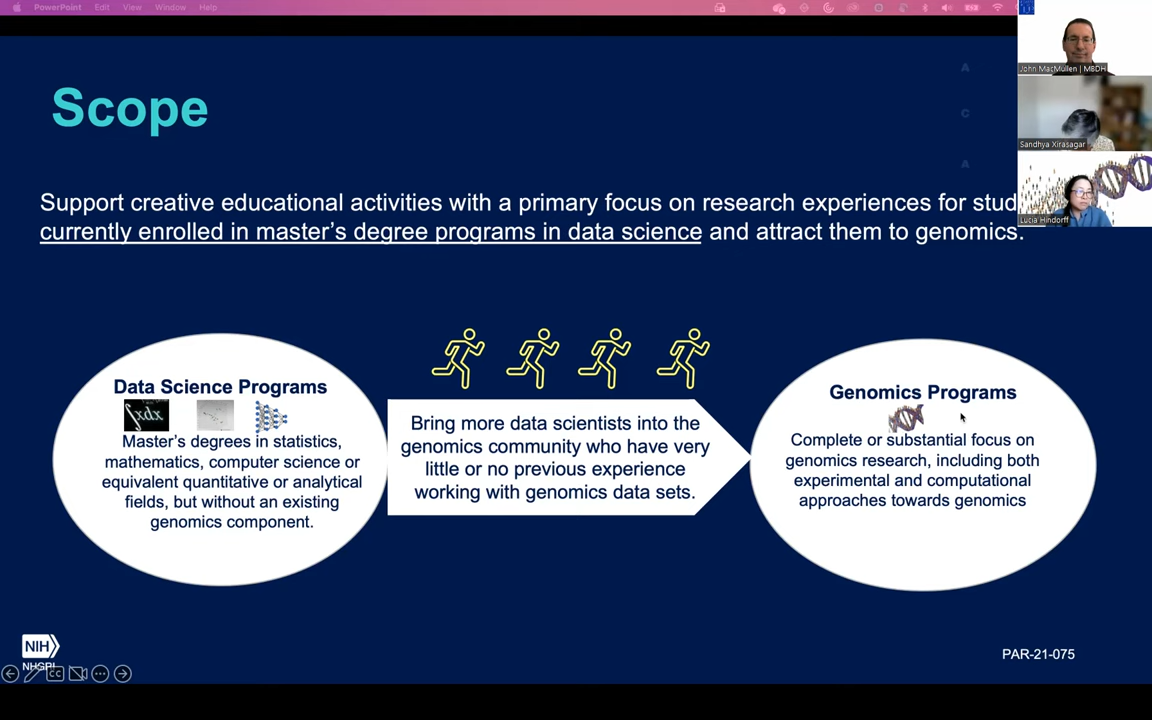 PowerPoint Edit View Window Help
John MacMullen | MBDH
Sandhya Xirasagar
Lucia Hindorff
A
C
A
Scope
Support creative educational activities with a primary focus on research experiences for stud
currently enrolled in master's degree programs in data science and attract them to genomics.
Data Science Programs
∫xdx
Master's degrees in statistics,
mathematics, computer science or
equivalent quantitative or analytical
fields, but without an existing
genomics component.
Bring more data scientists into the
genomics community who have very
little or no previous experience
working with genomics data sets.
Genomics Programs
Complete or substantial focus on
genomics research, including both
experimental and computational
approaches towards genomics
NIH
NHGRI
CC
PAR-21-075